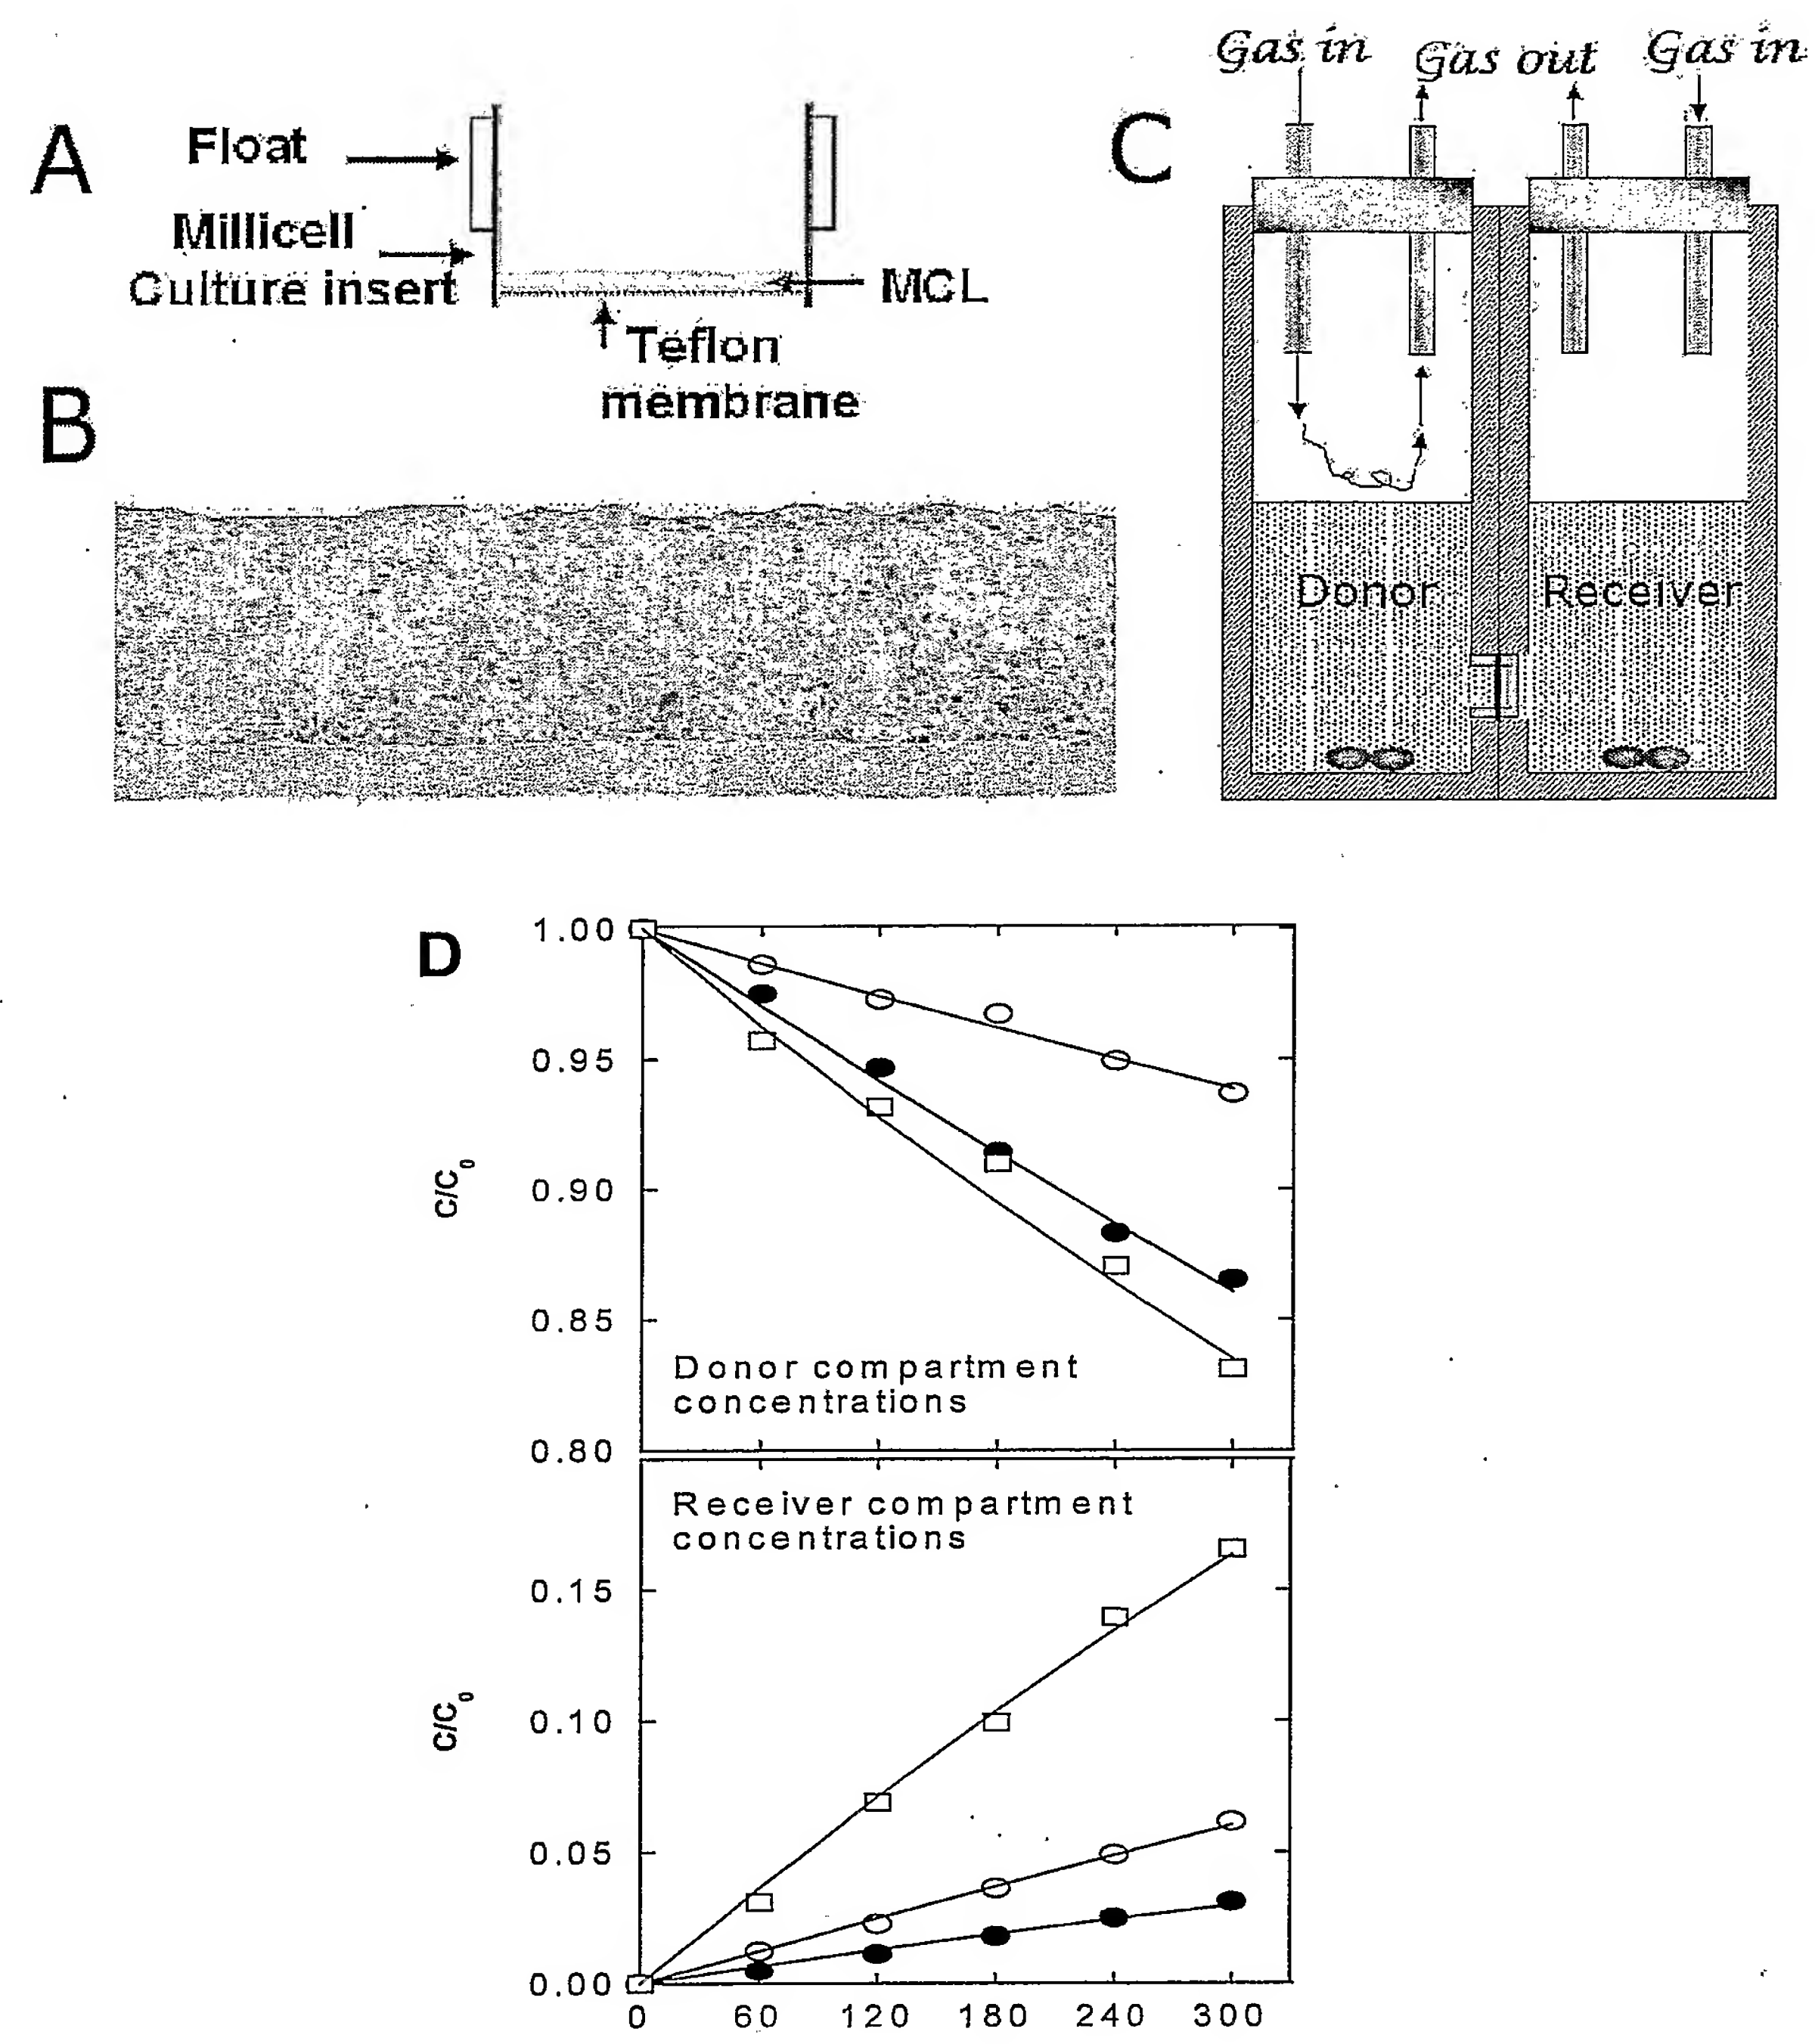 A
Float
Millicell
Culture insert
MCL
Teflon
membrane
B
C
Gas in
Gas out
Gas in
Donor
Receiver
D
1.00
0.95
0.90
0.85
0.80
C/C₀
Donor compartment
concentrations
Receiver compartment
concentrations
0.15
0.10
0.05
0.00
C/C₀
0 60 120 180 240 300